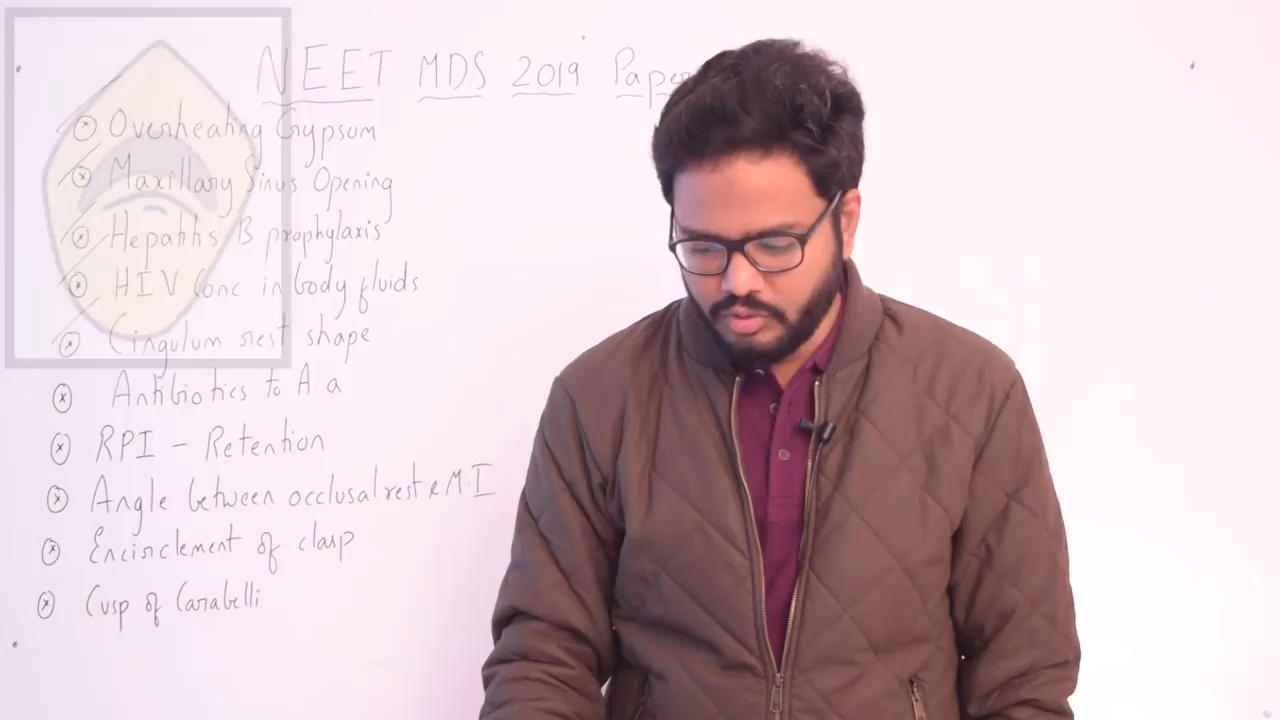 NEET MDS 2019 Paper
Overheating Gypsum
Maxillary Sinus Opening
Hepatitis B prophylaxis
HIV Conc in body fluids
Cingulum rest shape
Antibiotics to A a
RPI - Retention
Angle between occlusal rest & M.I
Encirclement of clasp
Cusp of Carabelli